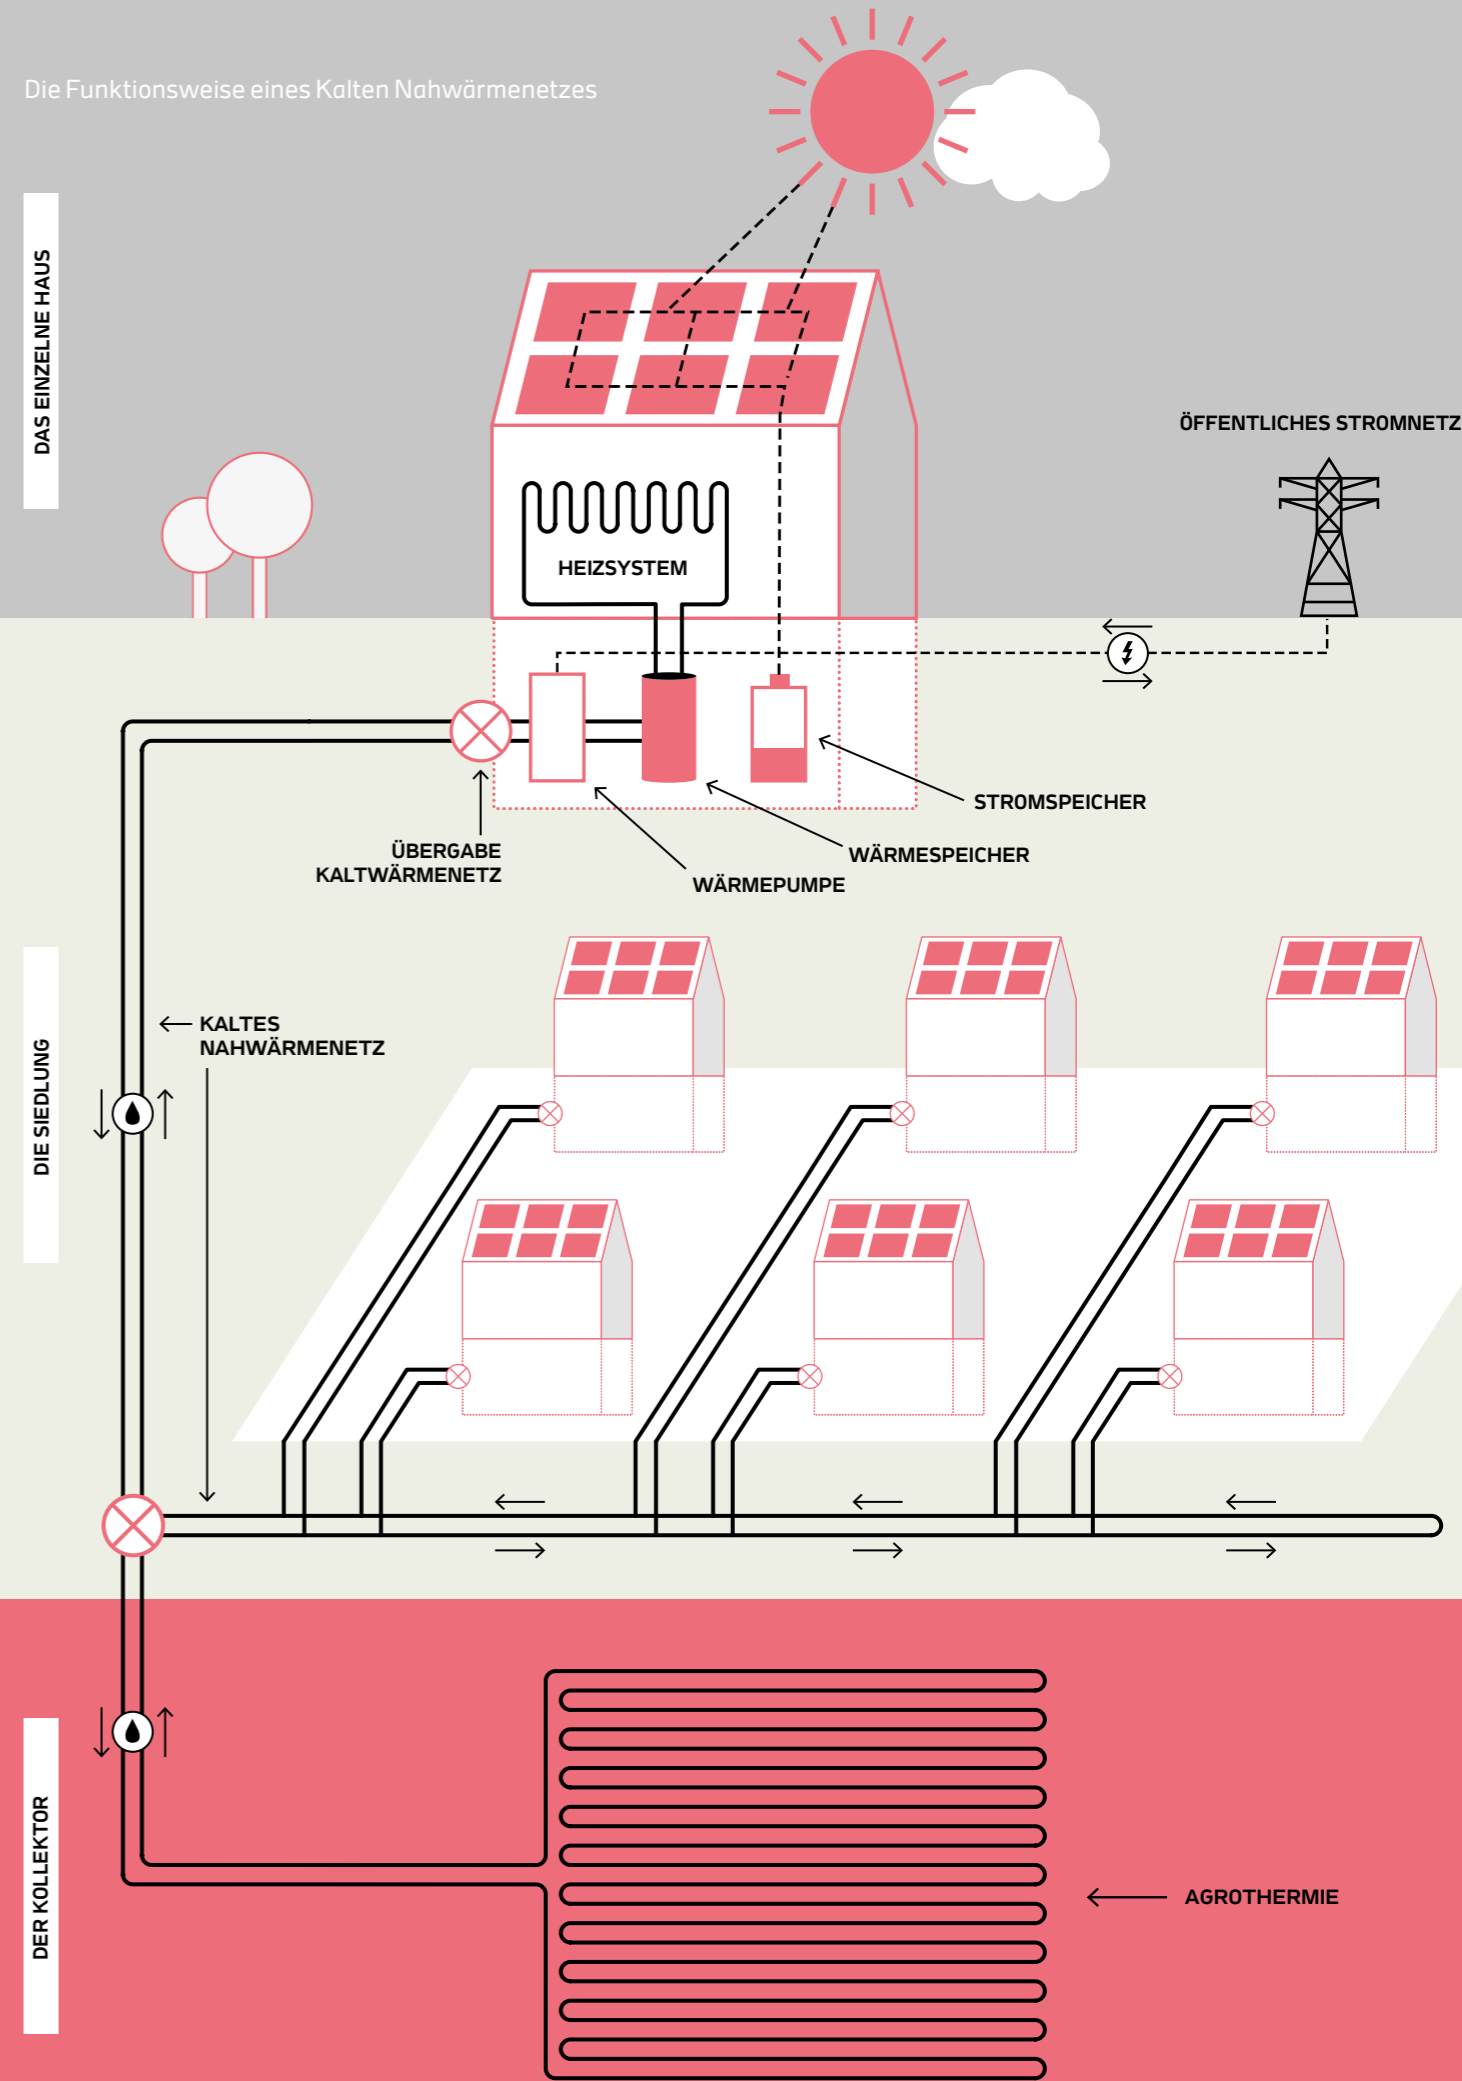 Die Funktionsweise eines Kalten Nahwärmenetzes
DAS EINZELNE HAUS
ÖFFENTLICHES STROMNETZ
HEIZSYSTEM
STROMSPEICHER
WÄRMESPEICHER
WÄRMEPUMPE
ÜBERGABE
KALTWÄRMENETZ
DIE SIEDLUNG
KALTES
NAHWÄRMENETZ
DER KOLLEKTOR
AGROTHERMIE